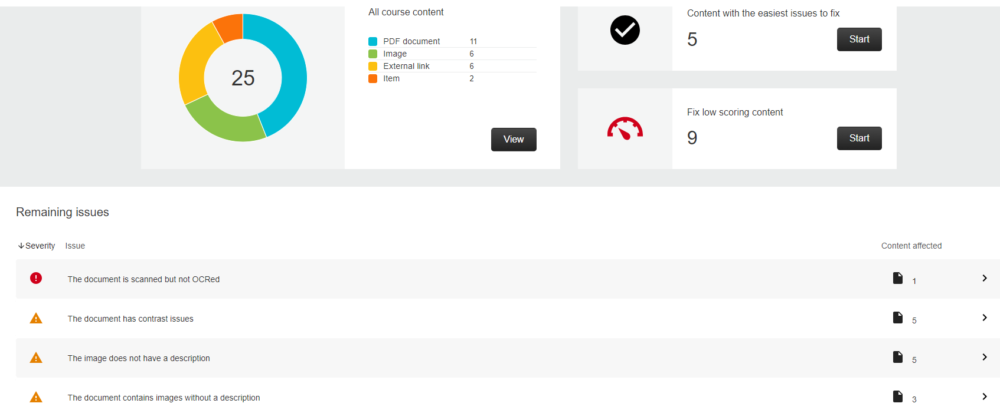 25
All course content
PDF document 11
Image 6
External link 6
Item 2
View
Content with the easiest issues to fix
5
Start
Fix low scoring content
9
Start
Remaining issues
Severity Issue Content affected
The document is scanned but not OCRed 1
The document has contrast issues 5
The image does not have a description 5
The document contains images without a description 3